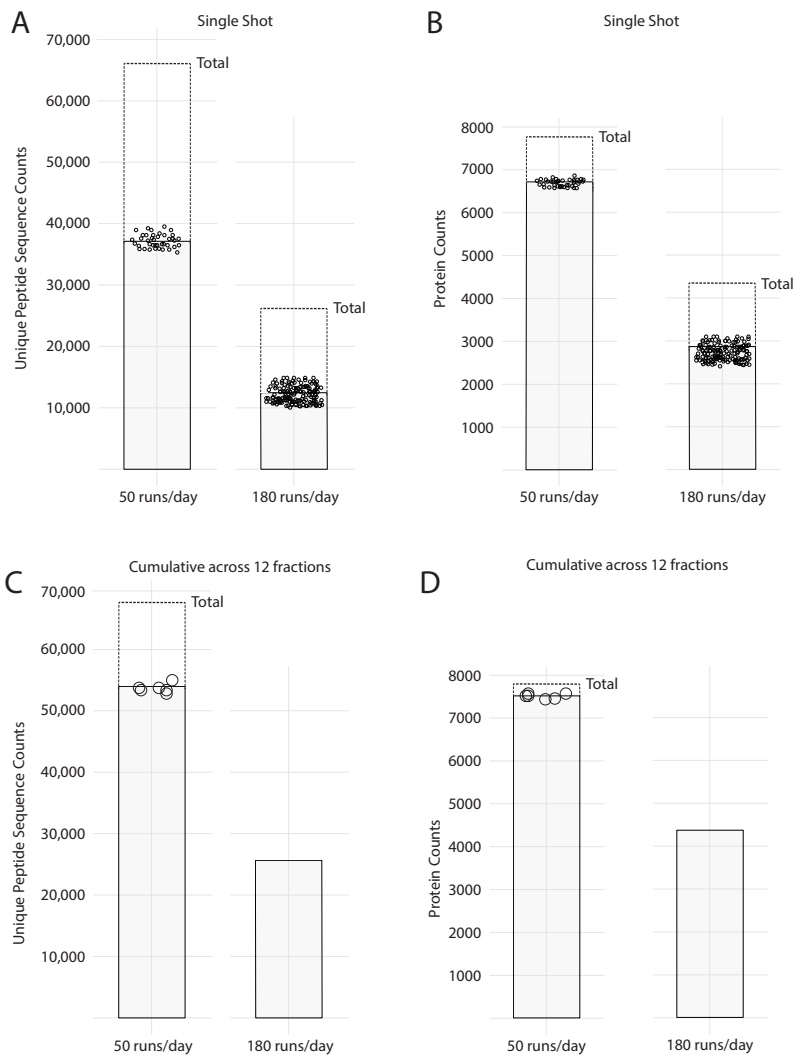 A
Single Shot
Unique Peptide Sequence Counts
70,000
60,000
50,000
40,000
30,000
20,000
10,000
Total
Total
50 runs/day
180 runs/day
B
Single Shot
Protein Counts
8000
7000
6000
5000
4000
3000
2000
1000
Total
Total
50 runs/day
180 runs/day
C
Cumulative across 12 fractions
Unique Peptide Sequence Counts
70,000
60,000
50,000
40,000
30,000
20,000
10,000
Total
50 runs/day
180 runs/day
D
Cumulative across 12 fractions
Protein Counts
8000
7000
6000
5000
4000
3000
2000
1000
Total
50 runs/day
180 runs/day